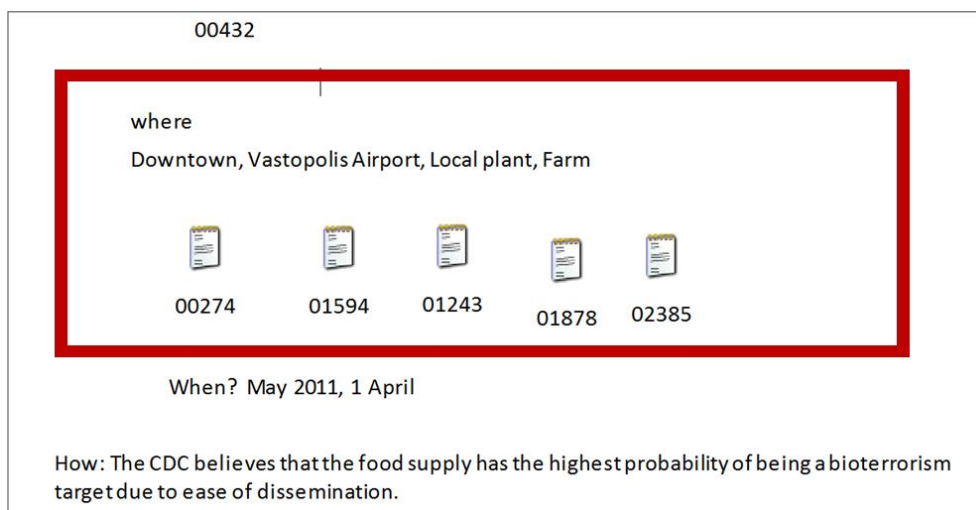 00432
where
Downtown, Vastopolis Airport, Local plant, Farm
00274 01594 01243 01878 02385
When? May 2011, 1 April
How: The CDC believes that the food supply has the highest probability of being a bioterrorism
target due to ease of dissemination.